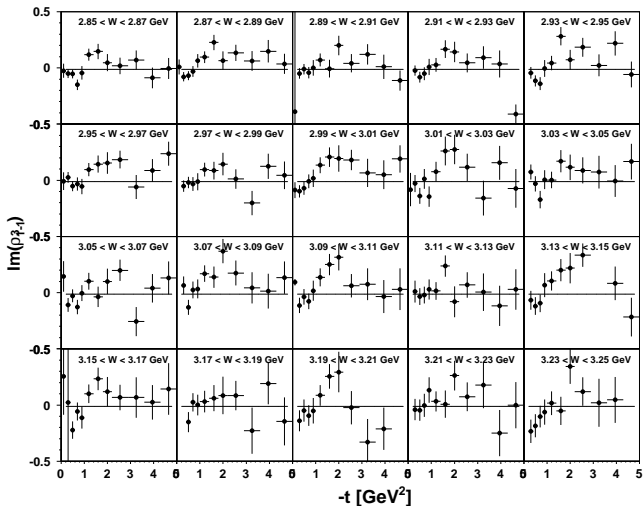 0.5
2.85 < W < 2.87 GeV
2.87 < W < 2.89 GeV
2.89 < W < 2.91 GeV
2.91 < W < 2.93 GeV
2.93 < W < 2.95 GeV
0
-0.5
2.95 < W < 2.97 GeV
2.97 < W < 2.99 GeV
2.99 < W < 3.01 GeV
3.01 < W < 3.03 GeV
3.03 < W < 3.05 GeV
0
-0.5
3.05 < W < 3.07 GeV
3.07 < W < 3.09 GeV
3.09 < W < 3.11 GeV
3.11 < W < 3.13 GeV
3.13 < W < 3.15 GeV
0
-0.5
3.15 < W < 3.17 GeV
3.17 < W < 3.19 GeV
3.19 < W < 3.21 GeV
3.21 < W < 3.23 GeV
3.23 < W < 3.25 GeV
0
-0.5
0 1 2 3 4 1 2 3 4 1 2 3 4 1 2 3 4 1 2 3 4 5
Im(ρ³₁₋₁)
-t [GeV²]